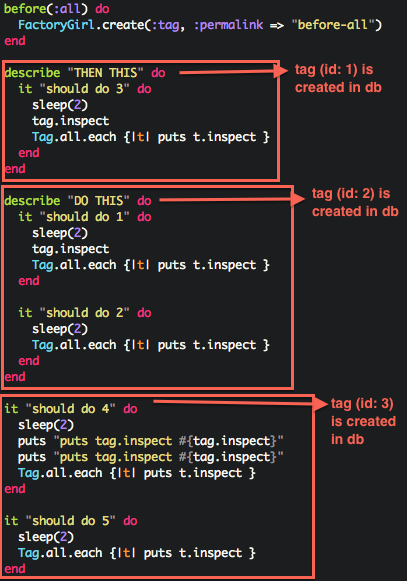 before(:all) do
  FactoryGirl.create(:tag, :permalink => "before-all")
end
describe "THEN THIS" do
tag (id: 1) is
created in db
  it "should do 3" do
    sleep(2)
    tag.inspect
    Tag.all.each {|t| puts t.inspect }
  end
end
describe "DO THIS" do
tag (id: 2) is
created in db
  it "should do 1" do
    sleep(2)
    tag.inspect
    Tag.all.each {|t| puts t.inspect }
  end
  it "should do 2" do
    sleep(2)
    Tag.all.each {|t| puts t.inspect }
  end
end
it "should do 4" do
tag (id: 3)
is created
in db
  sleep(2)
  puts "puts tag.inspect #{tag.inspect}"
  puts "puts tag.inspect #{tag.inspect}"
  Tag.all.each {|t| puts t.inspect }
end
it "should do 5" do
  sleep(2)
  Tag.all.each {|t| puts t.inspect }
end